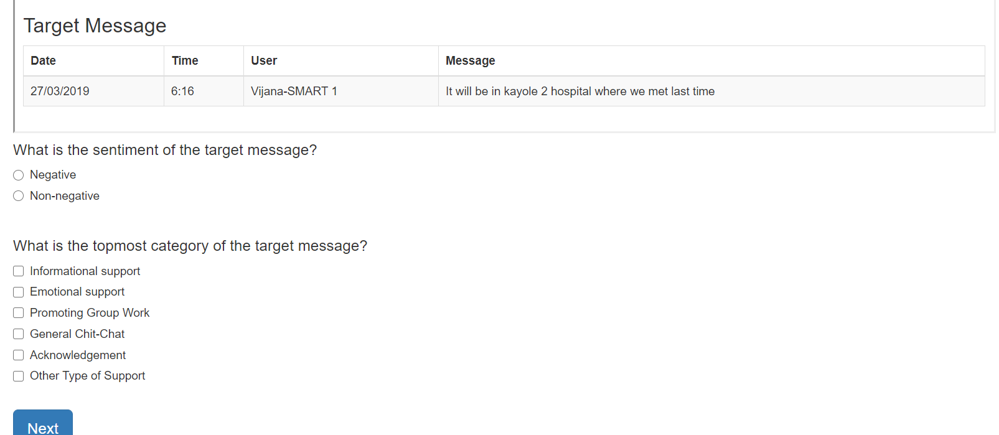 Target Message
Date Time User Message
27/03/2019 6:16 Vijana-SMART 1 It will be in kayole 2 hospital where we met last time
What is the sentiment of the target message?
Negative
Non-negative
What is the topmost category of the target message?
Informational support
Emotional support
Promoting Group Work
General Chit-Chat
Acknowledgement
Other Type of Support
Next